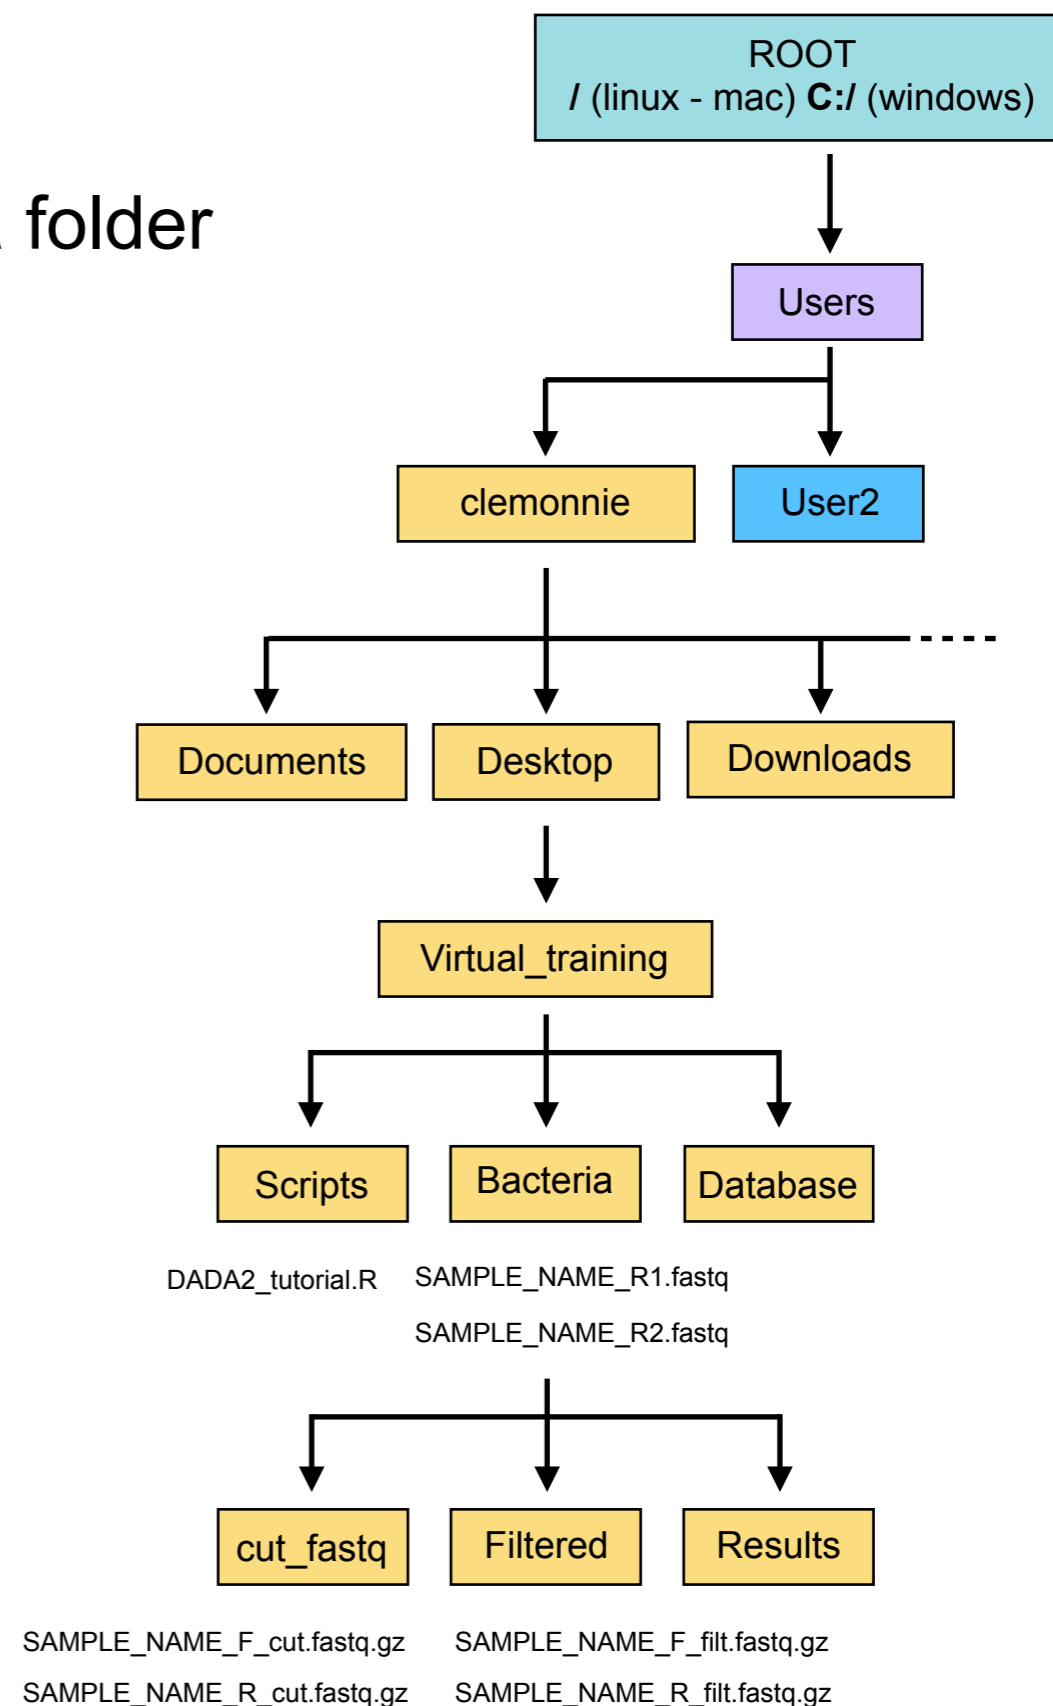 ROOT
/ (linux - mac) C:/ (windows)
folder
Users
clemonnie
User2
Documents
Desktop
Downloads
Virtual_training
Scripts
Bacteria
Database
DADA2_tutorial.R
SAMPLE_NAME_R1.fastq
SAMPLE_NAME_R2.fastq
cut_fastq
Filtered
Results
SAMPLE_NAME_F_cut.fastq.gz
SAMPLE_NAME_F_filt.fastq.gz
SAMPLE_NAME_R_cut.fastq.gz
SAMPLE_NAME_R_filt.fastq.gz